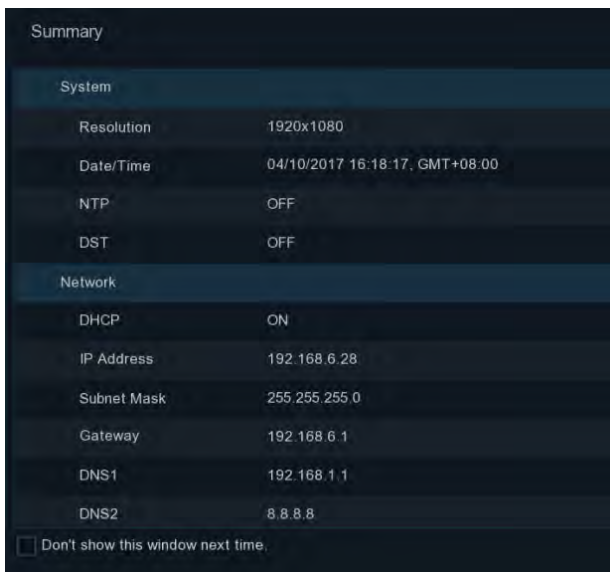 Summary
System
Resolution 1920x1080
Date/Time 04/10/2017 16:18:17, GMT+08:00
NTP OFF
DST OFF
Network
DHCP ON
IP Address 192.168.6.28
Subnet Mask 255.255.255.0
Gateway 192.168.6.1
DNS1 192.168.1.1
DNS2 8.8.8.8
Don't show this window next time.